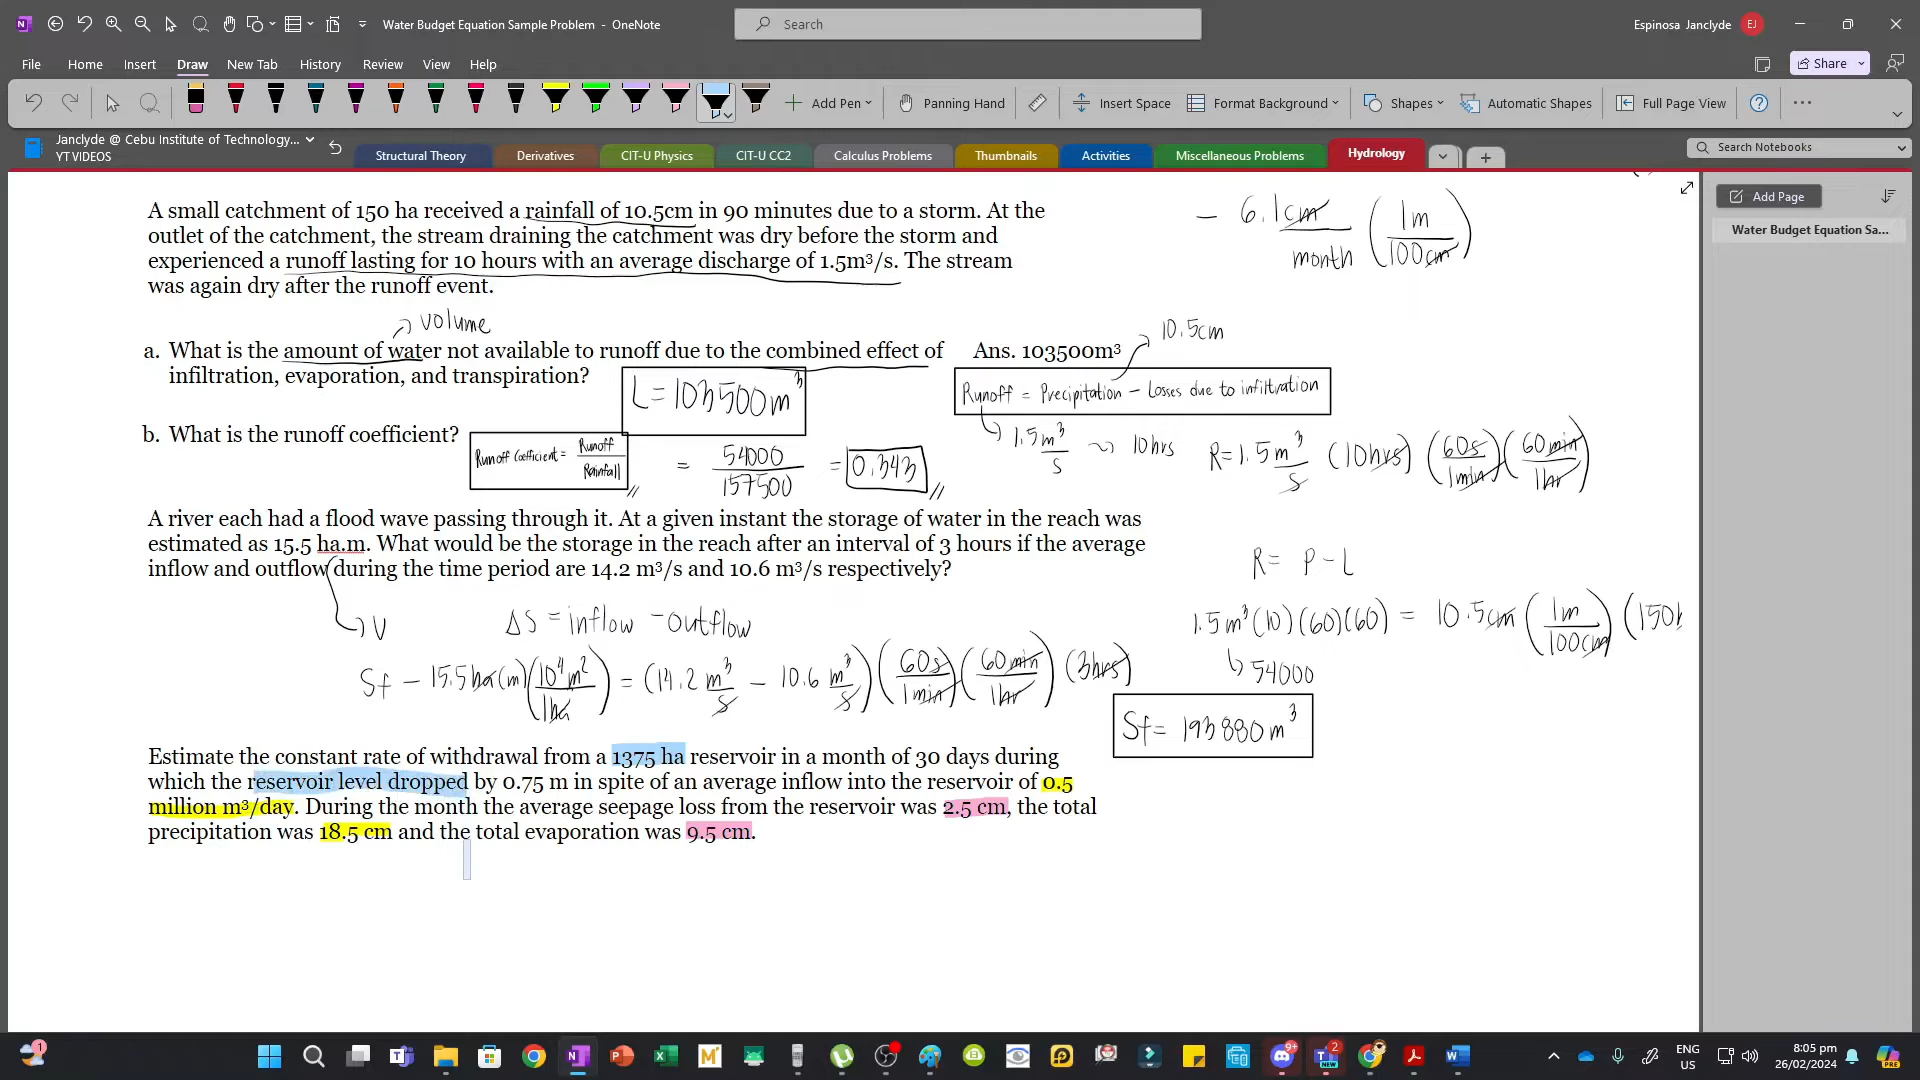 Water Budget Equation Sample Problem - OneNote
Search
Espinosa Janclyde EJ
File Home Insert Draw New Tab History Review View Help
Share
Add Pen
Panning Hand
Insert Space
Format Background
Shapes
Automatic Shapes
Full Page View
Janclyde @ Cebu Institute of Technology...
YT VIDEOS
Structural Theory Derivatives CIT-U Physics CIT-U CC2 Calculus Problems Thumbnails Activities Miscellaneous Problems Hydrology
Search Notebooks
Add Page
Water Budget Equation Sa...
A small catchment of 150 ha received a rainfall of 10.5cm in 90 minutes due to a storm. At the
outlet of the catchment, the stream draining the catchment was dry before the storm and
experienced a runoff lasting for 10 hours with an average discharge of 1.5m³/s. The stream
was again dry after the runoff event.
- 6.1cm/month (1m/100cm)
volume
10.5cm
a. What is the amount of water not available to runoff due to the combined effect of
infiltration, evaporation, and transpiration?
Ans. 103500m³
L = 103500m³
Runoff = Precipitation - Losses due to infiltration
1.5m³/s ~ 10hrs
R = 1.5m³/s (10hrs) (60s/1min) (60min/1hr)
b. What is the runoff coefficient?
Runoff Coefficient = Runoff/Rainfall = 54000/157500 = 0.343
A river each had a flood wave passing through it. At a given instant the storage of water in the reach was
estimated as 15.5 ha.m. What would be the storage in the reach after an interval of 3 hours if the average
inflow and outflow during the time period are 14.2 m³/s and 10.6 m³/s respectively?
R = P - L
V
ΔS = inflow - outflow
1.5m³(10)(60)(60) = 10.5cm (1m/100cm) (150h
54000
Sf - 15.5ha(m) (10⁴m²/1ha) = (14.2 m³/s - 10.6 m³/s) (60s/1min) (60min/1hr) (3hrs)
Sf = 193880m³
Estimate the constant rate of withdrawal from a 1375 ha reservoir in a month of 30 days during
which the reservoir level dropped by 0.75 m in spite of an average inflow into the reservoir of 0.5
million m³/day. During the month the average seepage loss from the reservoir was 2.5 cm, the total
precipitation was 18.5 cm and the total evaporation was 9.5 cm.
ENG
US
8:05 pm
26/02/2024